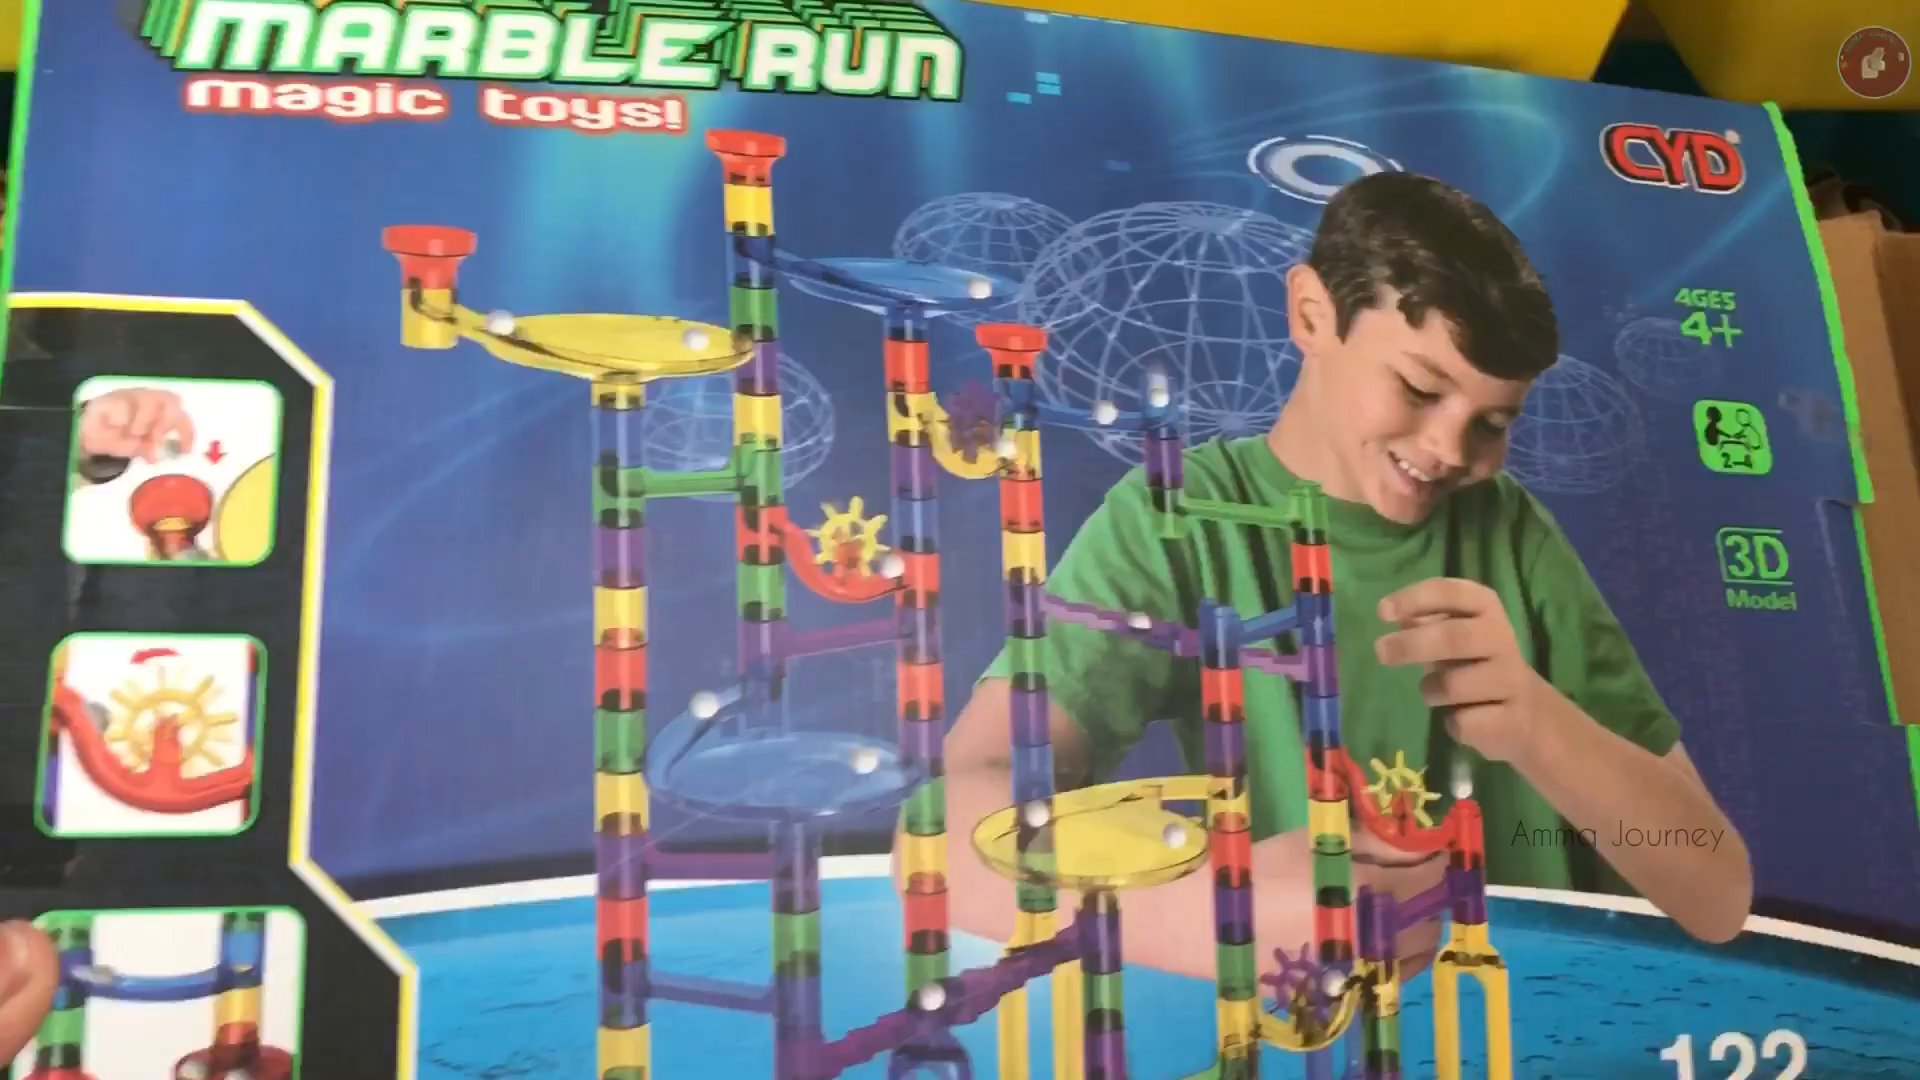 MARBLE RUN
magic toys!
CYD
AGES
4+
2-4
3D
Model
Amma Journey
122